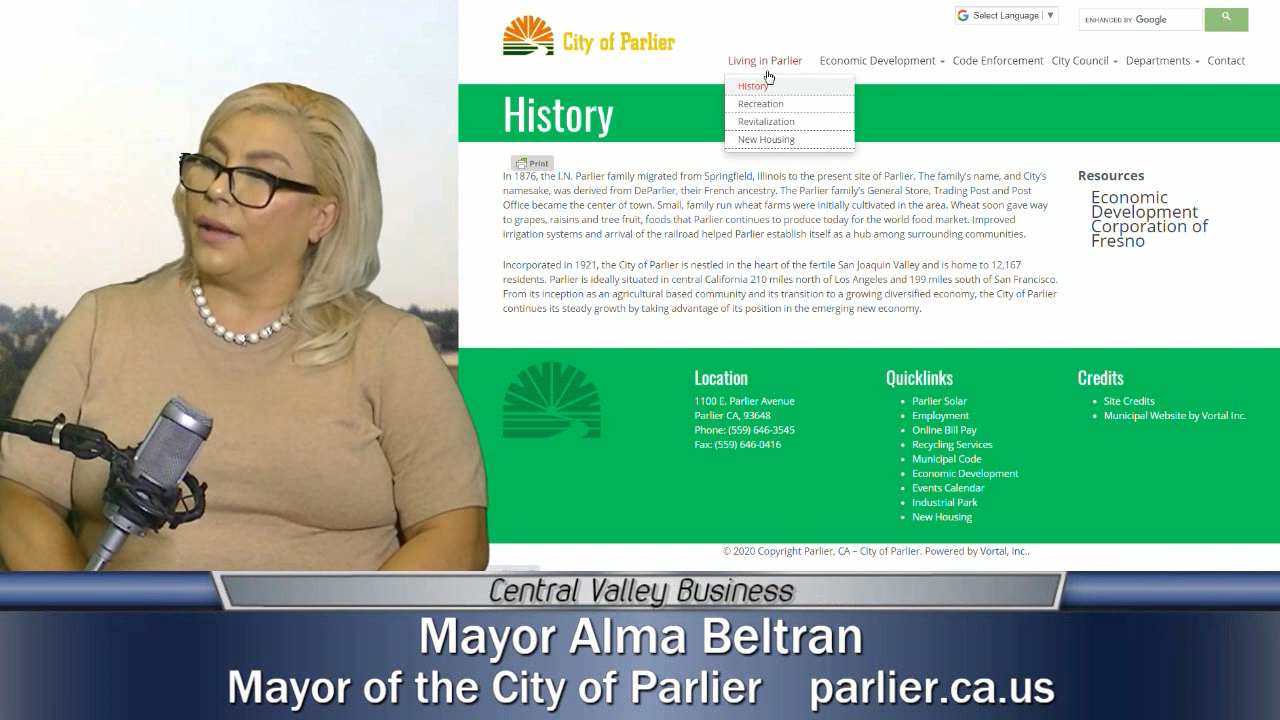 Select Language ▼
ENHANCED BY Google
City of Parlier
Living in Parlier Economic Development Code Enforcement City Council Departments Contact
History
Recreation
Revitalization
New Housing
History
Print
In 1876, the I.N. Parlier family migrated from Springfield, Illinois to the present site of Parlier. The family's name, and City's
namesake, was derived from DeParlier, their French ancestry. The Parlier family's General Store, Trading Post and Post
Office became the center of town. Small, family run wheat farms were initially cultivated in the area. Wheat soon gave way
to grapes, raisins and tree fruit, foods that Parlier continues to produce today for the world food market. Improved
irrigation systems and arrival of the railroad helped Parlier establish itself as a hub among surrounding communities.
Incorporated in 1921, the City of Parlier is nestled in the heart of the fertile San Joaquin Valley and is home to 12,167
residents. Parlier is ideally situated in central California 210 miles north of Los Angeles and 199 miles south of San Francisco.
From its inception as an agricultural based community and its transition to a growing diversified economy, the City of Parlier
continues its steady growth by taking advantage of its position in the emerging new economy.
Resources
Economic
Development
Corporation of
Fresno
Location
1100 E. Parlier Avenue
Parlier CA, 93648
Phone: (559) 646-3545
Fax: (559) 646-0416
Quicklinks
Parlier Solar
Employment
Online Bill Pay
Recycling Services
Municipal Code
Economic Development
Events Calendar
Industrial Park
New Housing
Credits
Site Credits
Municipal Website by Vortal Inc.
© 2020 Copyright Parlier, CA – City of Parlier. Powered by Vortal, Inc..
Central Valley Business
Mayor Alma Beltran
Mayor of the City of Parlier parlier.ca.us